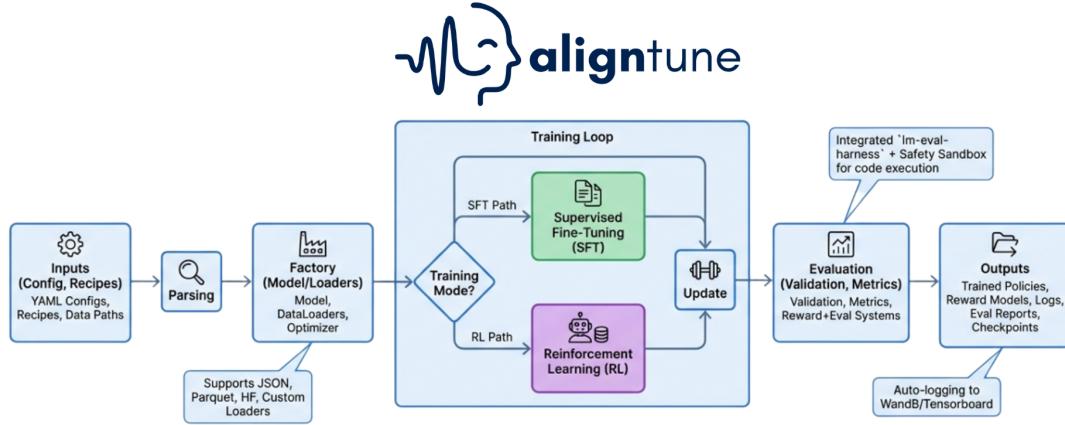 aligntune
Training Loop
Integrated `lm-eval-
harness` + Safety Sandbox
for code execution
SFT Path
Supervised
Fine-Tuning
(SFT)
Inputs
(Config, Recipes)
YAML Configs,
Recipes, Data Paths
Parsing
Factory
(Model/Loaders)
Model,
DataLoaders,
Optimizer
Training
Mode?
Update
Evaluation
(Validation, Metrics)
Validation, Metrics,
Reward+Eval Systems
Outputs
Trained Policies,
Reward Models, Logs,
Eval Reports,
Checkpoints
RL Path
Reinforcement
Learning (RL)
Supports JSON,
Parquet, HF, Custom
Loaders
Auto-logging to
WandB/Tensorboard